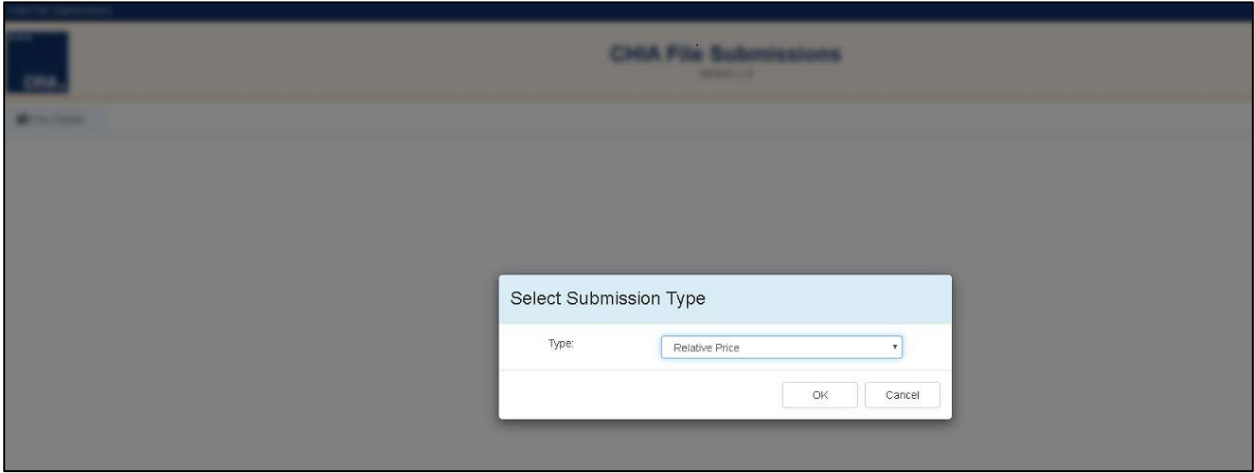 CHIA File Submissions
Select Submission Type
Type:
Relative Price
OK
Cancel